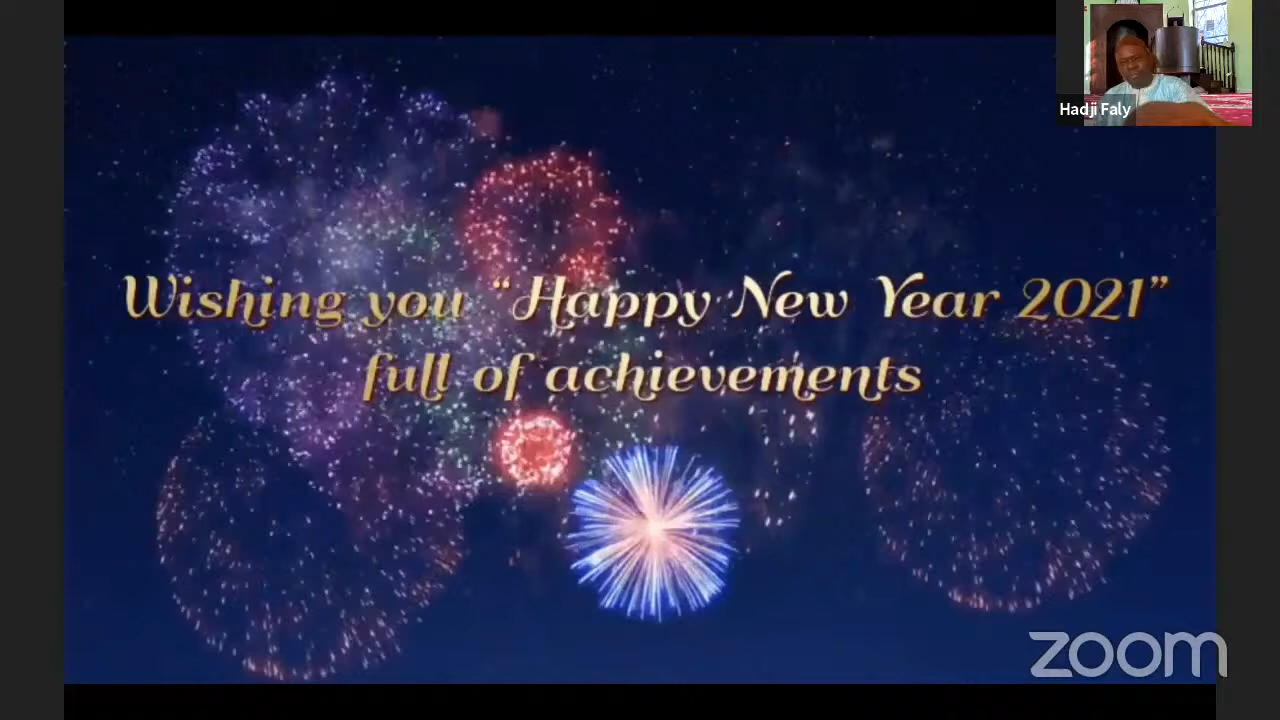 Hadji Faly
Wishing you “Happy New Year 2021”
full of achievements
zoom